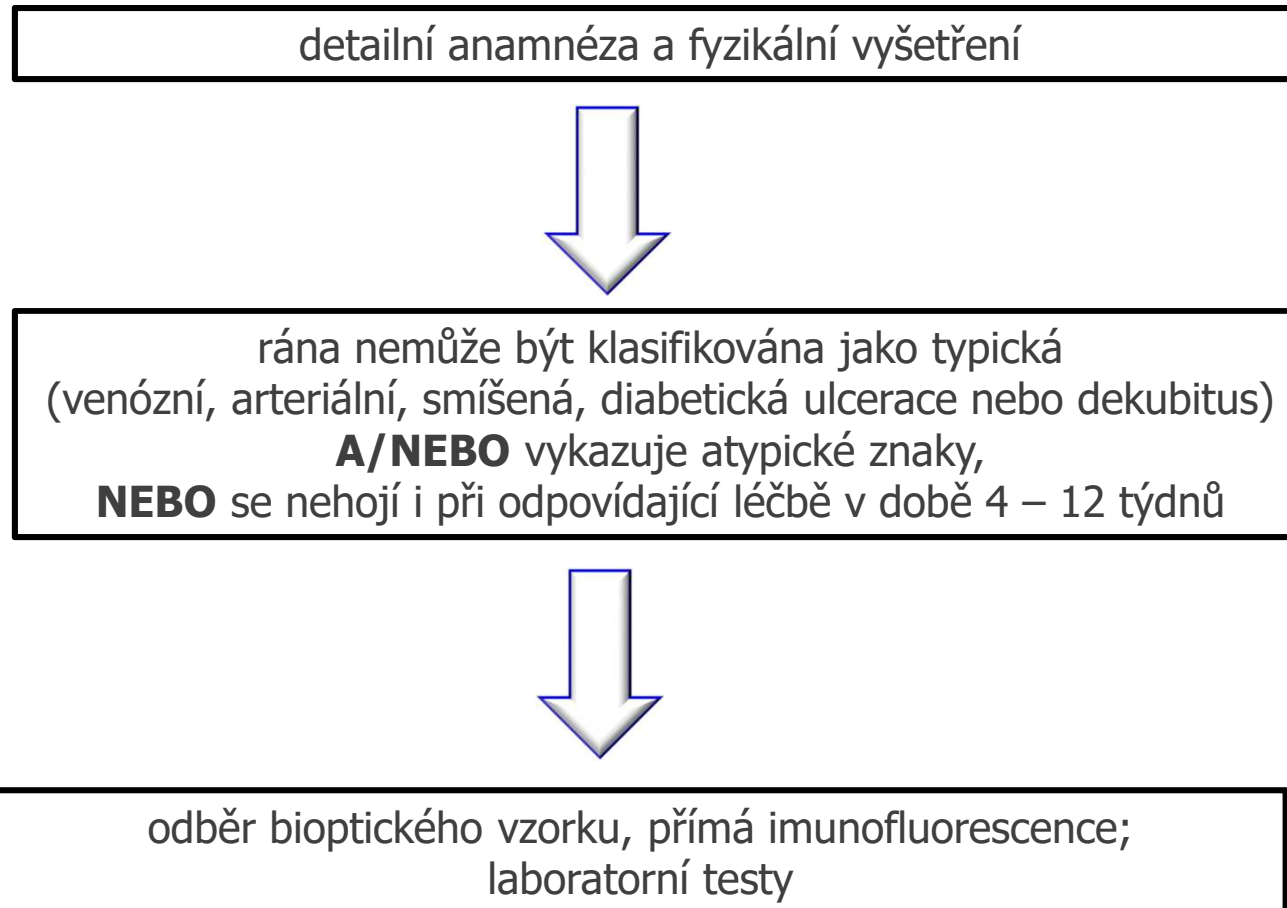 detailní anamnéza a fyzikální vyšetření
rána nemůže být klasifikována jako typická
(venózní, arteriální, smíšená, diabetická ulcerace nebo dekubitus)
A/NEBO vykazuje atypické znaky,
NEBO se nehojí i při odpovídající léčbě v době 4 – 12 týdnů
odběr bioptického vzorku, přímá imunofluorescence;
laboratorní testy